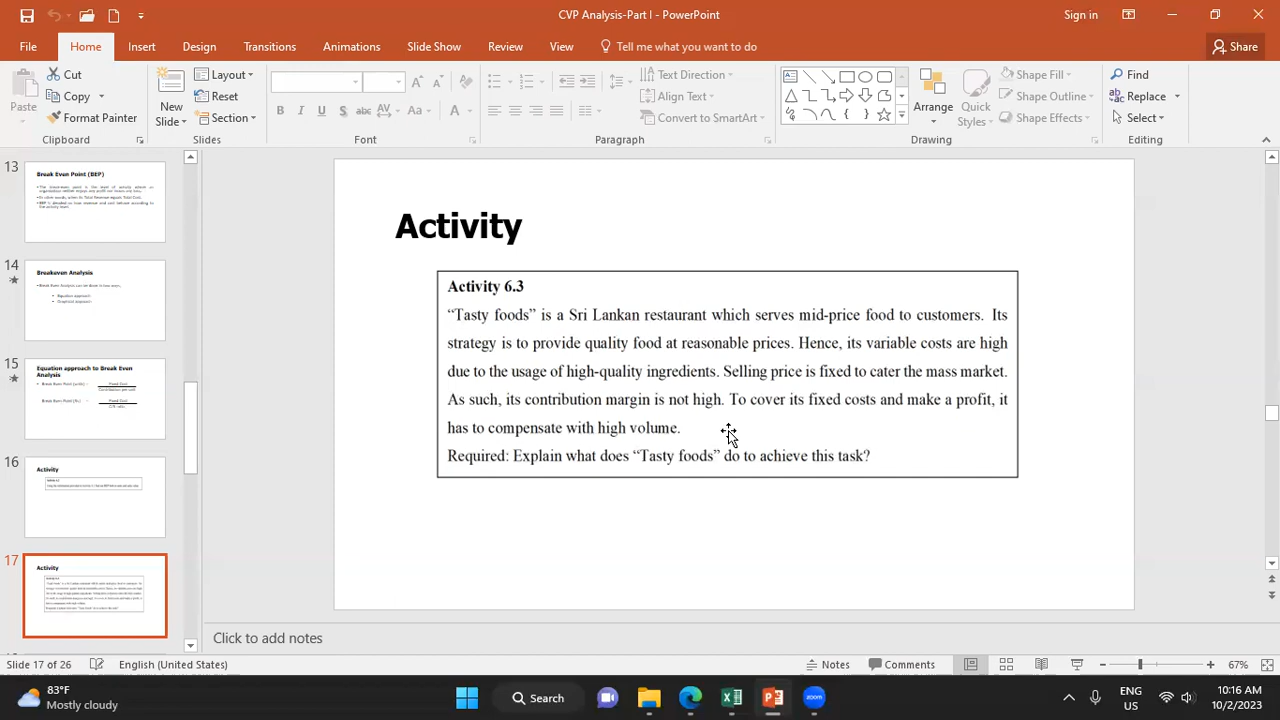 CVP Analysis-Part I - PowerPoint
Sign in
File Home Insert Design Transitions Animations Slide Show Review View Tell me what you want to do
Share
Paste
Cut
Copy
Format Painter
Clipboard
New
Slide
Layout
Reset
Section
Slides
Font
Text Direction
Align Text
Convert to SmartArt
Paragraph
Arrange
Quick
Styles
Shape Fill
Shape Outline
Shape Effects
Drawing
Find
Replace
Select
Editing
13
Break Even Point (BEP)
14
Breakeven Analysis
Equation approach
Graphical approach
15
Equation approach to Break Even
Analysis
16
Activity
17
Activity
Activity
Activity 6.3
“Tasty foods” is a Sri Lankan restaurant which serves mid-price food to customers. Its
strategy is to provide quality food at reasonable prices. Hence, its variable costs are high
due to the usage of high-quality ingredients. Selling price is fixed to cater the mass market.
As such, its contribution margin is not high. To cover its fixed costs and make a profit, it
has to compensate with high volume.
Required: Explain what does “Tasty foods” do to achieve this task?
Click to add notes
Slide 17 of 26
English (United States)
Notes
Comments
67%
83°F
Mostly cloudy
Search
zoom
ENG
US
10:16 AM
10/2/2023